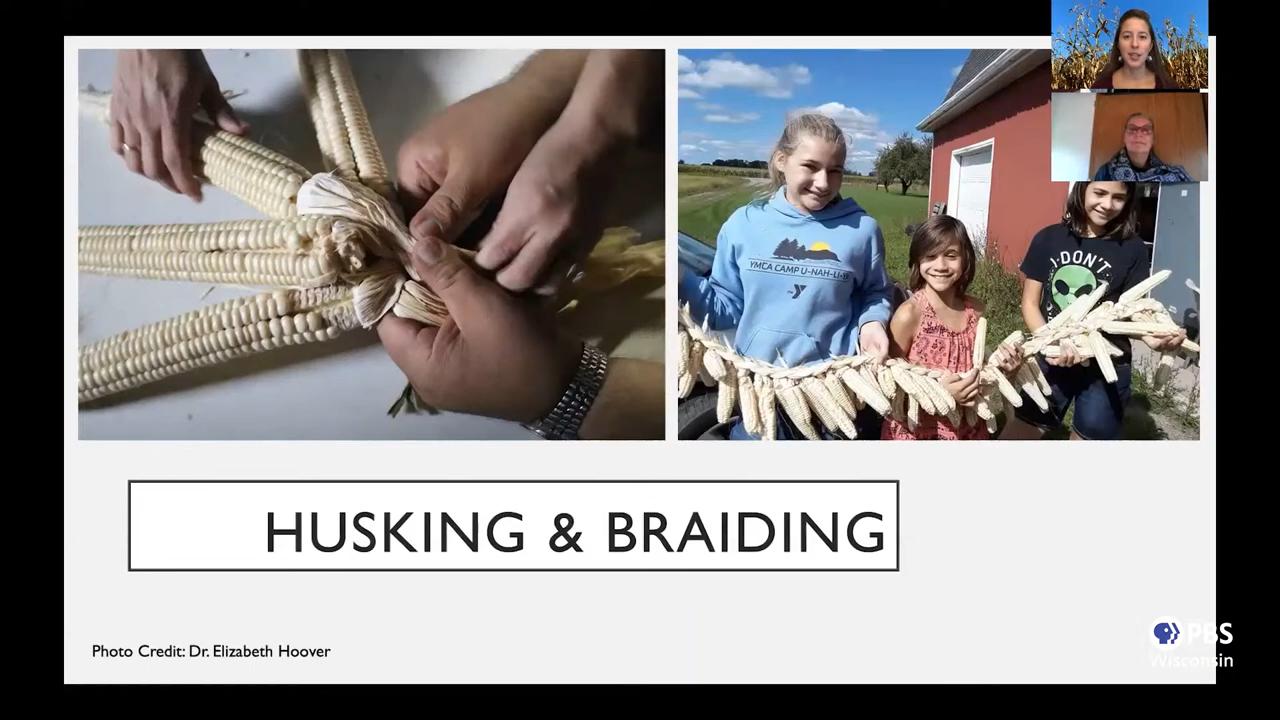 YMCA CAMP U-NAH-LI-YA
Y
I DON'T
HUSKING & BRAIDING
Photo Credit: Dr. Elizabeth Hoover
PBS
Wisconsin